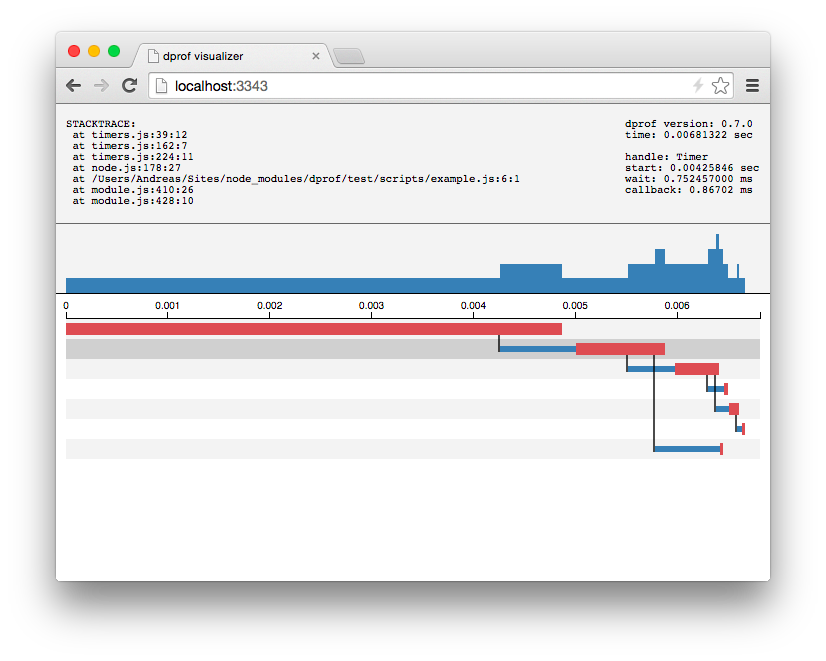 dprof visualizer
localhost:3343
STACKTRACE:
at timers.js:39:12
at timers.js:162:7
at timers.js:224:11
at node.js:178:27
at /Users/Andreas/Sites/node_modules/dprof/test/scripts/example.js:6:1
at module.js:410:26
at module.js:428:10
dprof version: 0.7.0
time: 0.00681322 sec
handle: Timer
start: 0.00425846 sec
wait: 0.752457000 ms
callback: 0.86702 ms
0 0.001 0.002 0.003 0.004 0.005 0.006